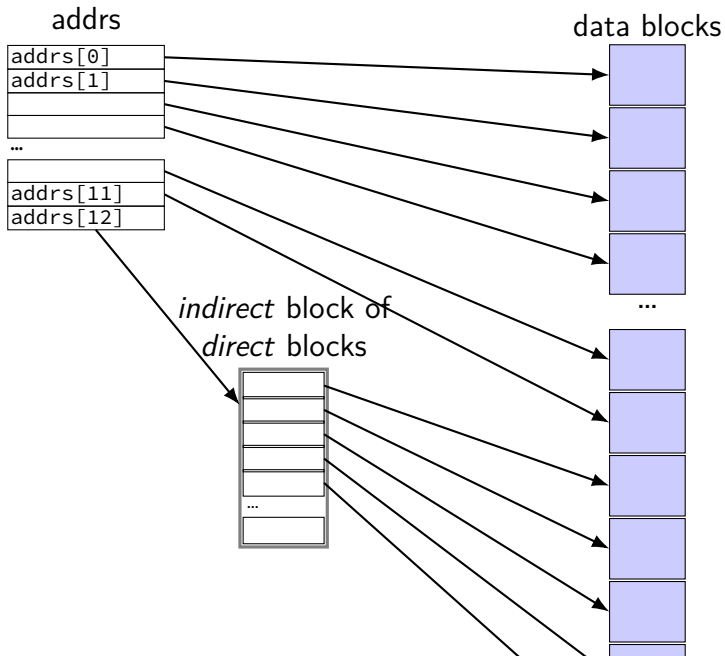 addrs
data blocks
addrs[0]
addrs[1]
…
addrs[11]
addrs[12]
…
indirect block of
direct blocks
…